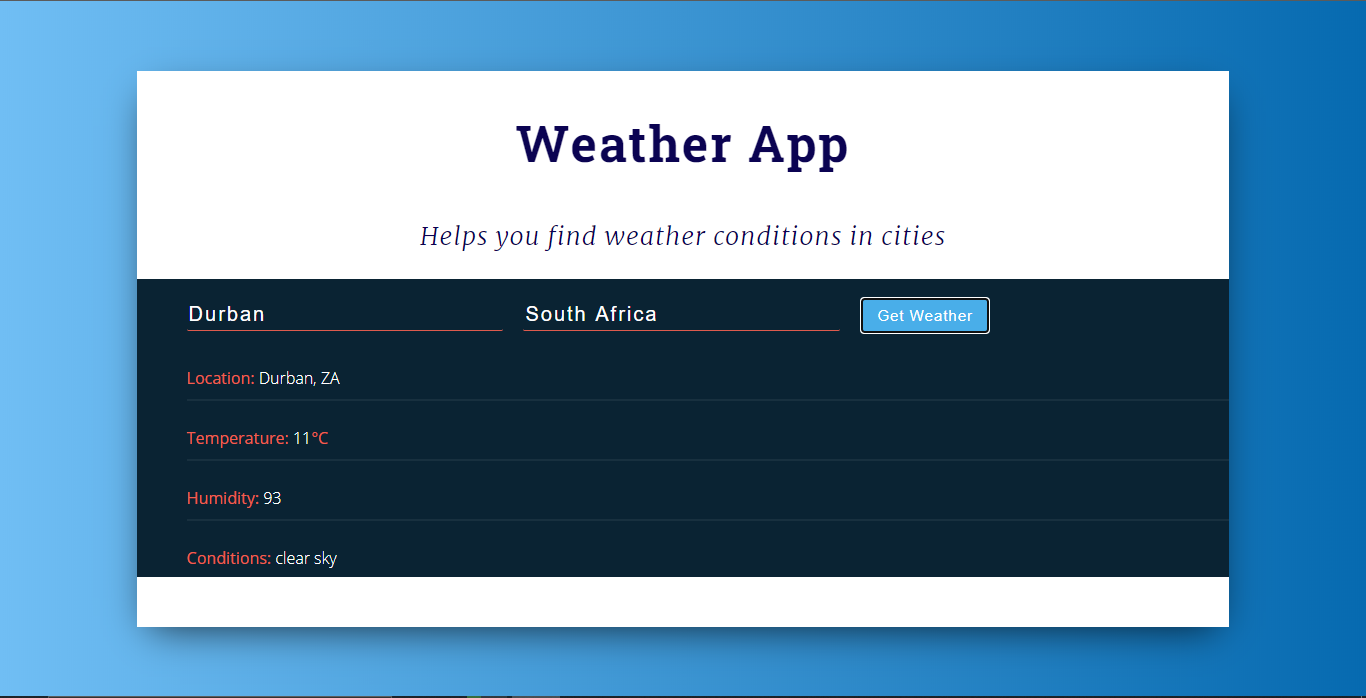 Weather App
Helps you find weather conditions in cities
Durban South Africa Get Weather
Location: Durban, ZA
Temperature: 11°C
Humidity: 93
Conditions: clear sky